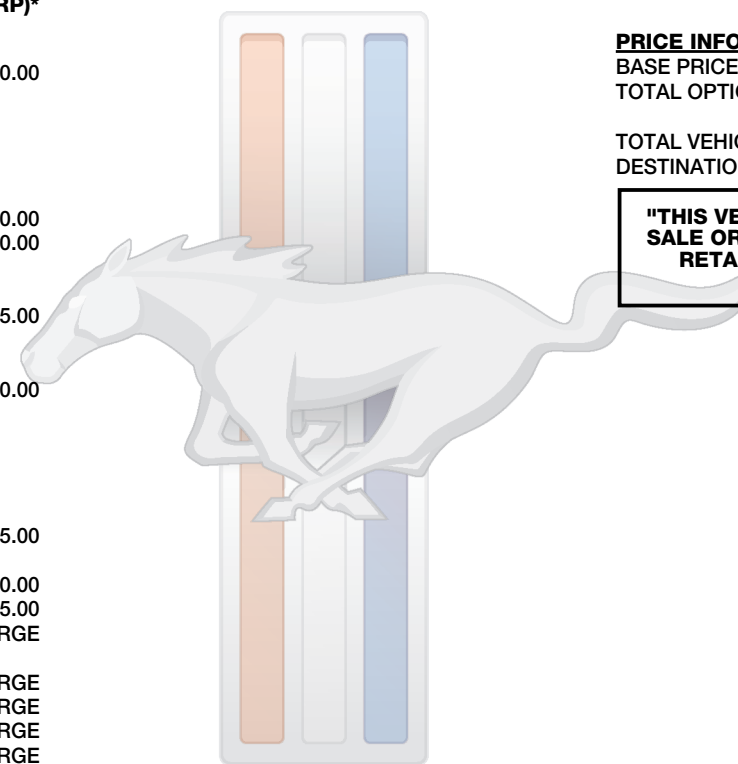 RP)*
0.00
0.00
0.00
5.00
0.00
5.00
0.00
5.00
RGE
RGE
RGE
RGE
RGE
PRICE INFO
BASE PRICE
TOTAL OPTIO
TOTAL VEHIC
DESTINATIO
"THIS VE
SALE OR
RETA